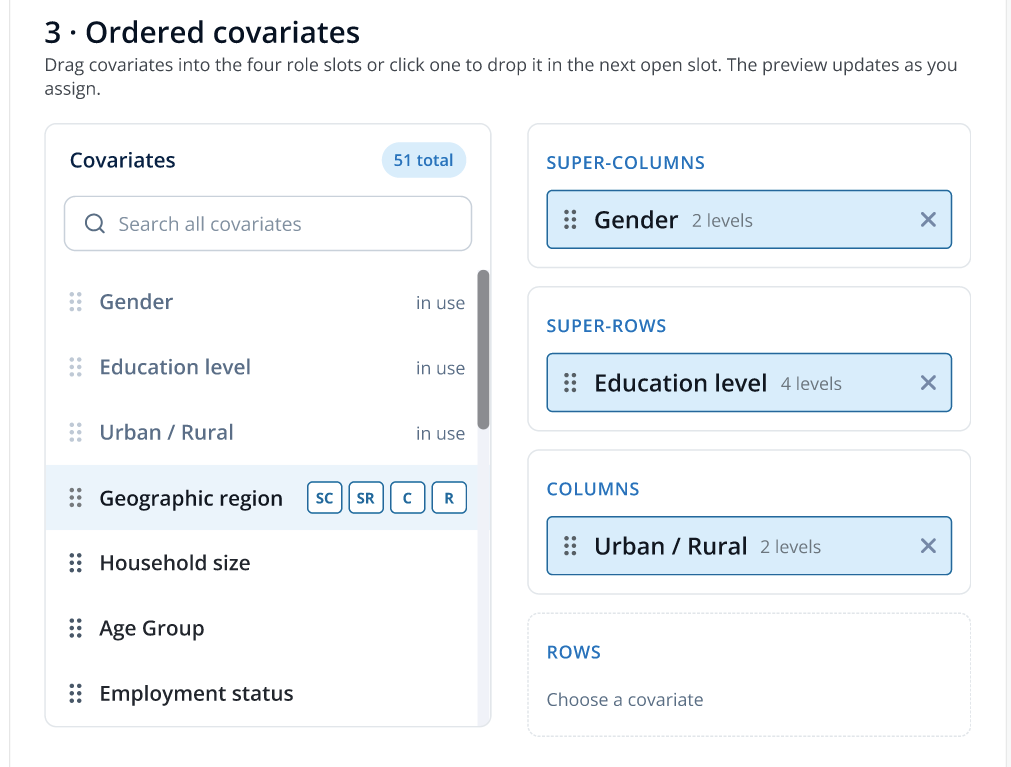 3 · Ordered covariates
Drag covariates into the four role slots or click one to drop it in the next open slot. The preview updates as you
assign.
Covariates
51 total
Search all covariates
Gender in use
Education level in use
Urban / Rural in use
Geographic region SC SR C R
Household size
Age Group
Employment status
SUPER-COLUMNS
Gender 2 levels
SUPER-ROWS
Education level 4 levels
COLUMNS
Urban / Rural 2 levels
ROWS
Choose a covariate